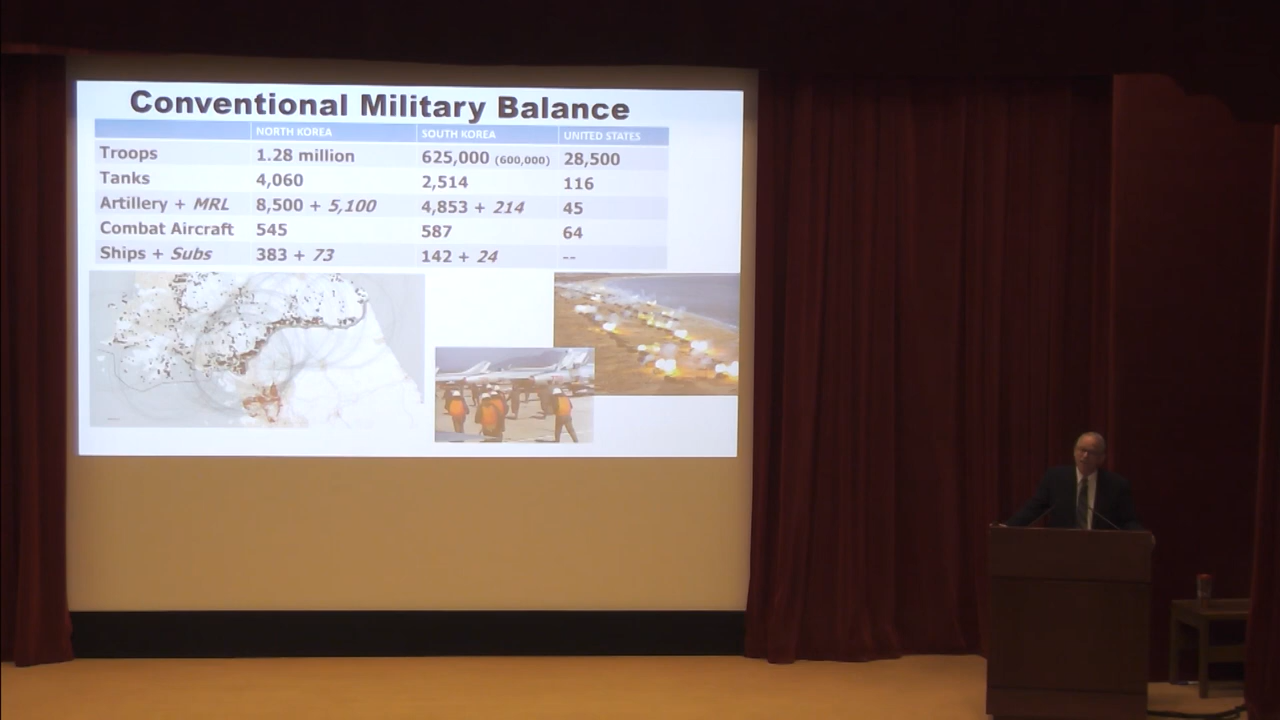 Conventional Military Balance
NORTH KOREA SOUTH KOREA UNITED STATES
Troops 1.28 million 625,000 (600,000) 28,500
Tanks 4,060 2,514 116
Artillery + MRL 8,500 + 5,100 4,853 + 214 45
Combat Aircraft 545 587 64
Ships + Subs 383 + 73 142 + 24 --